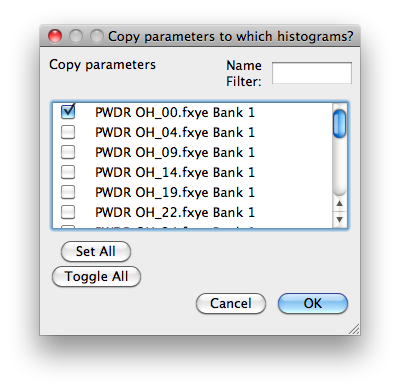 Copy parameters to which histograms?
Copy parameters
Name
Filter:
PWDR OH_00.fxye Bank 1
PWDR OH_04.fxye Bank 1
PWDR OH_09.fxye Bank 1
PWDR OH_14.fxye Bank 1
PWDR OH_19.fxye Bank 1
PWDR OH_22.fxye Bank 1
Set All
Toggle All
Cancel
OK